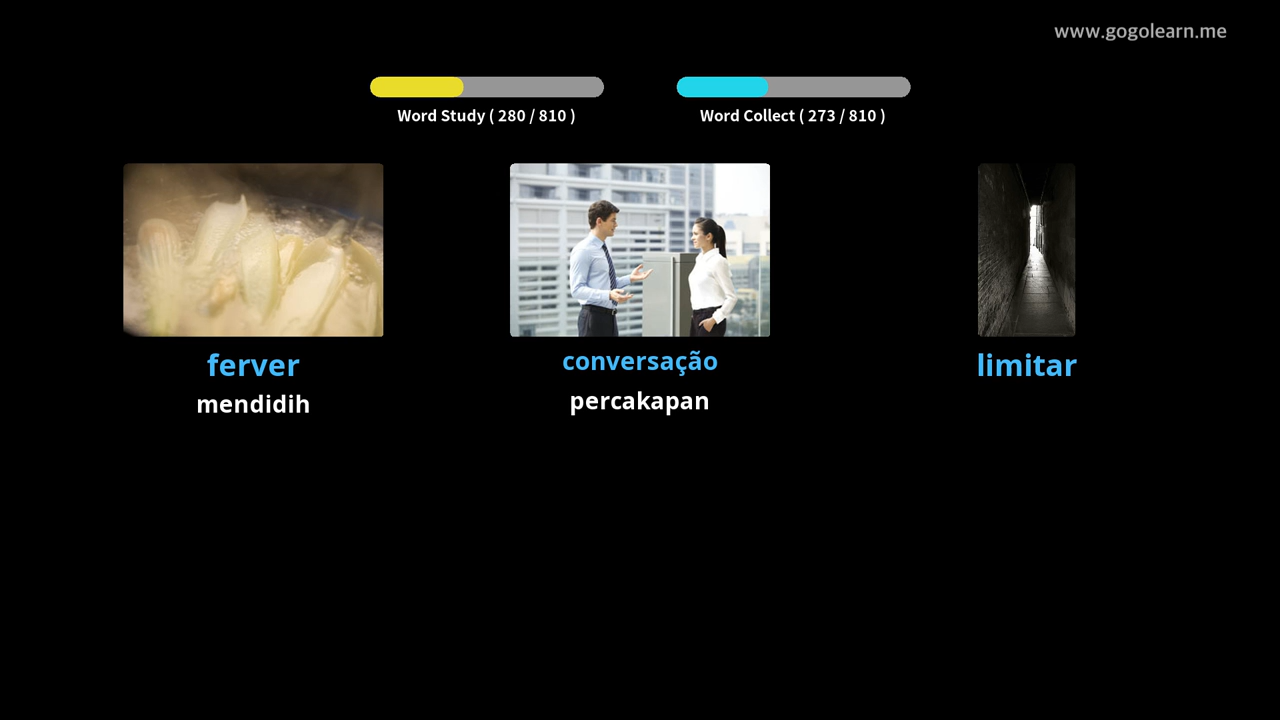 www.gogolearn.me
Word Study ( 280 / 810 )
Word Collect ( 273 / 810 )
ferver
mendidih
conversação
percakapan
limitar